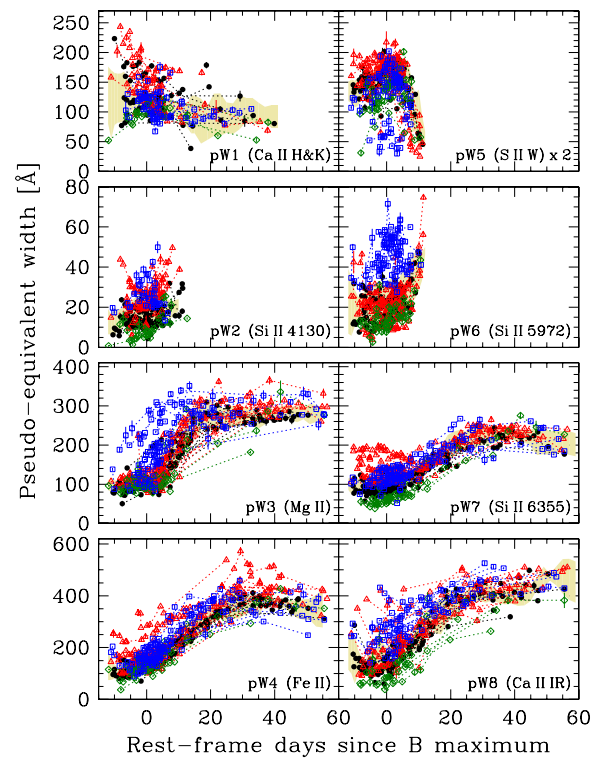 250
200
150
100
50
0
pW1 (Ca II H&K)
pW5 (S II W) x 2
80
60
40
20
0
pW2 (Si II 4130)
pW6 (Si II 5972)
Pseudo-equivalent width [Å]
400
300
200
100
0
pW3 (Mg II)
pW7 (Si II 6355)
600
400
200
0
pW4 (Fe II)
pW8 (Ca II IR)
0 20 40 60 0 20 40 60
Rest-frame days since B maximum